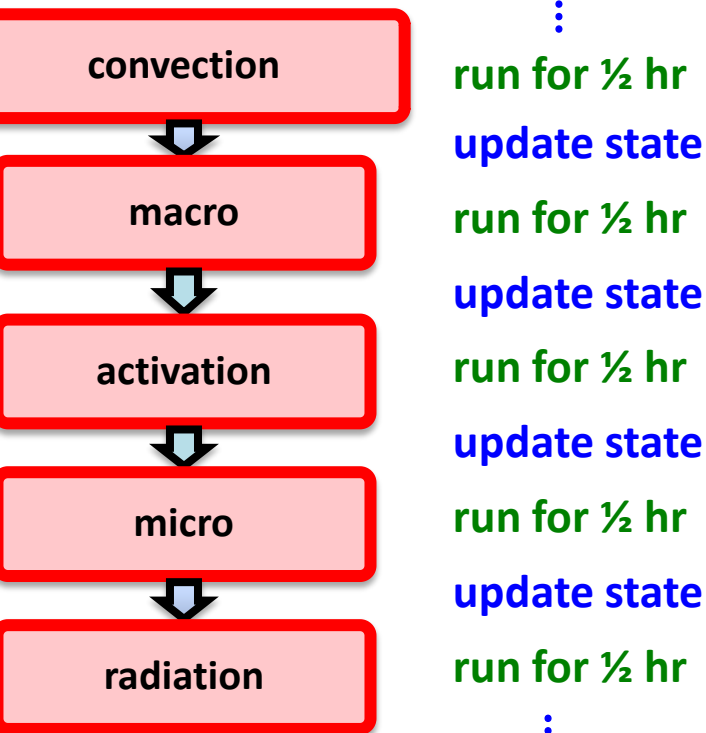 convection
run for ½ hr
update state
macro
run for ½ hr
update state
activation
run for ½ hr
update state
micro
run for ½ hr
update state
radiation
run for ½ hr